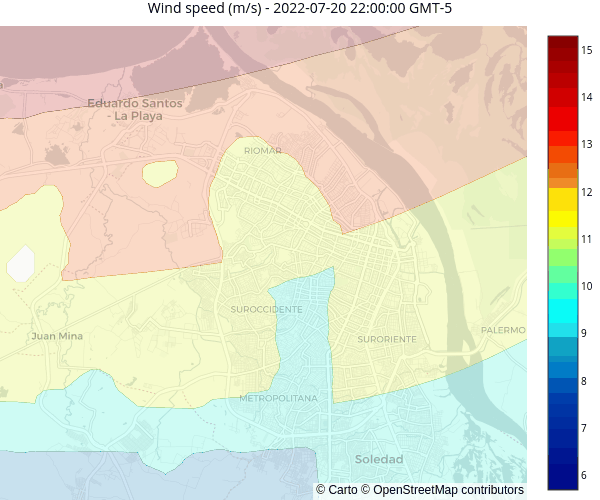 Wind speed (m/s) - 2022-07-20 22:00:00 GMT-5
Eduardo Santos
- La Playa
RIOMAR
SUROCCIDENTE
Juan Mina
SURORIENTE
PALERMO
METROPOLITANA
Soledad
© Carto © OpenStreetMap contributors
15
14
13
12
11
10
9
8
7
6